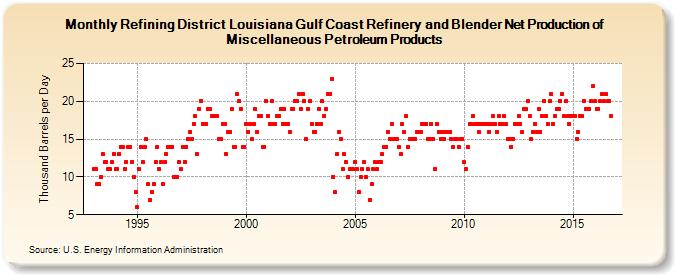 Monthly Refining District Louisiana Gulf Coast Refinery and Blender Net Production of
Miscellaneous Petroleum Products
Thousand Barrels per Day
25
20
15
10
5
1995
2000
2005
2010
2015
Source: U.S. Energy Information Administration